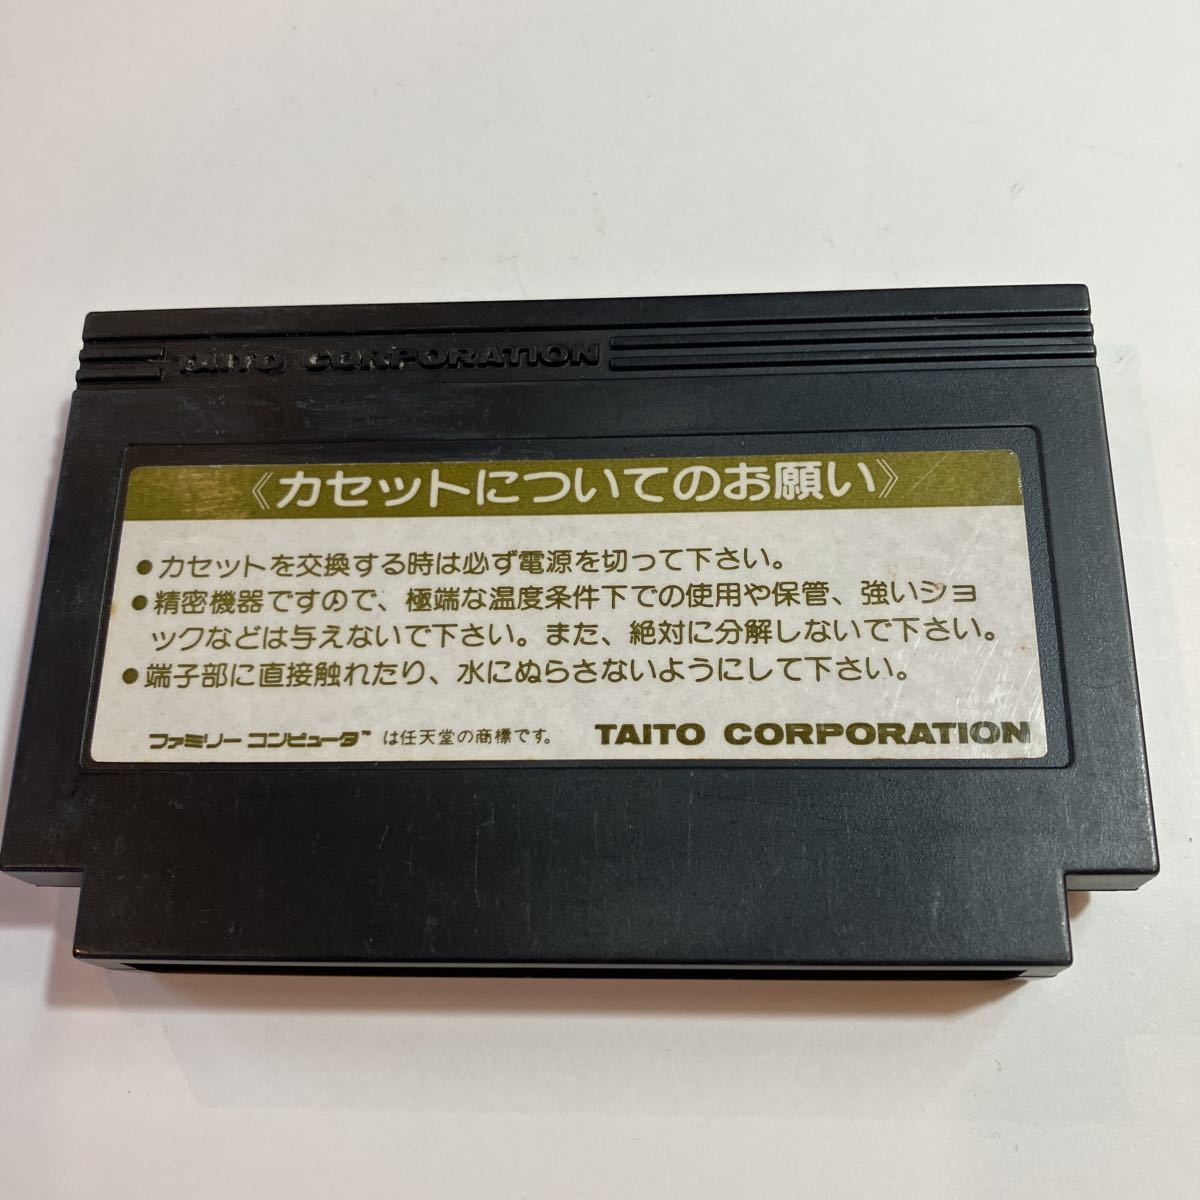 TAITO CORPORATION
《カセットについてのお願い》
●カセットを交換する時は必ず電源を切って下さい。
●精密機器ですので、極端な温度条件下での使用や保管、強いショ
ックなどは与えないで下さい。また、絶対に分解しないで下さい。
●端子部に直接触れたり、水にぬらさないようにして下さい。
ファミリーコンピュータ™は任天堂の商標です。 TAITO CORPORATION